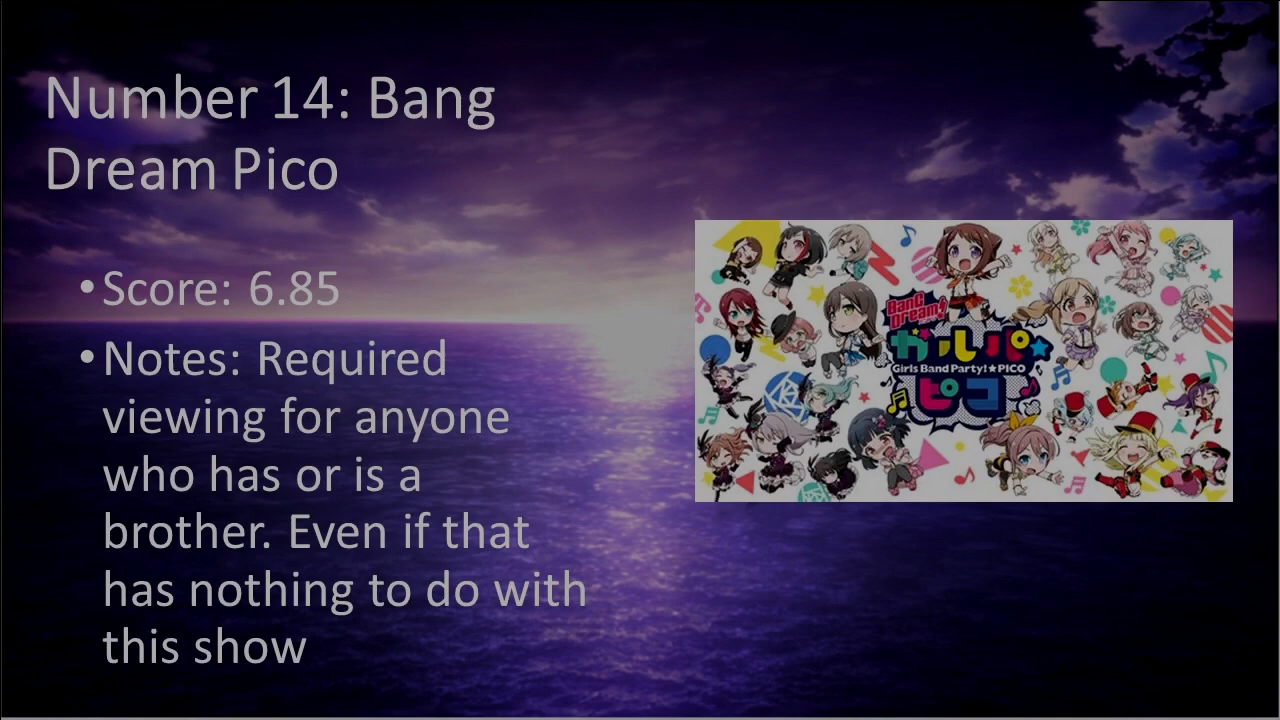 Number 14: Bang
Dream Pico
•Score: 6.85
•Notes: Required
viewing for anyone
who has or is a
brother. Even if that
has nothing to do with
this show
BanG
Dream!
ガルパ★
Girls Band Party!★PICO
ピコ